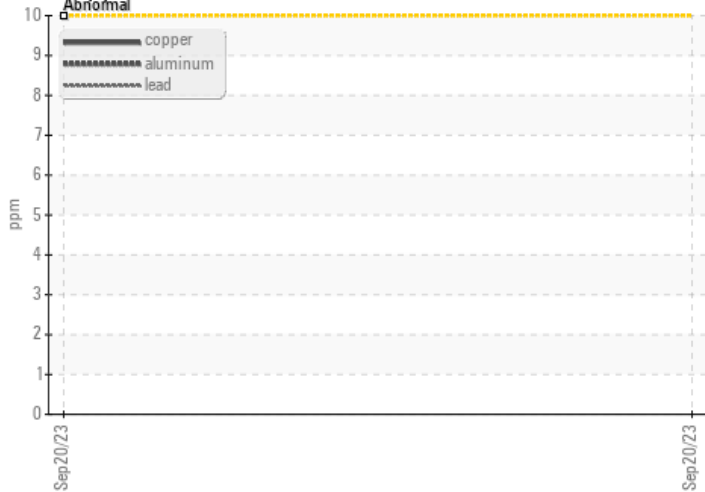 Abnormal
10
copper
9
aluminum
lead
8
7
6
ppm
5
4
3
2
1
0
Sep20/23
Sep20/23